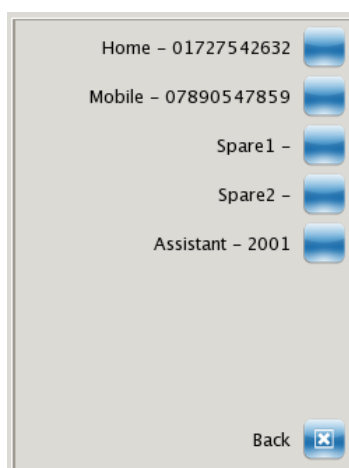 Home – 01727542632
Mobile – 07890547859
Spare1 –
Spare2 –
Assistant – 2001
Back